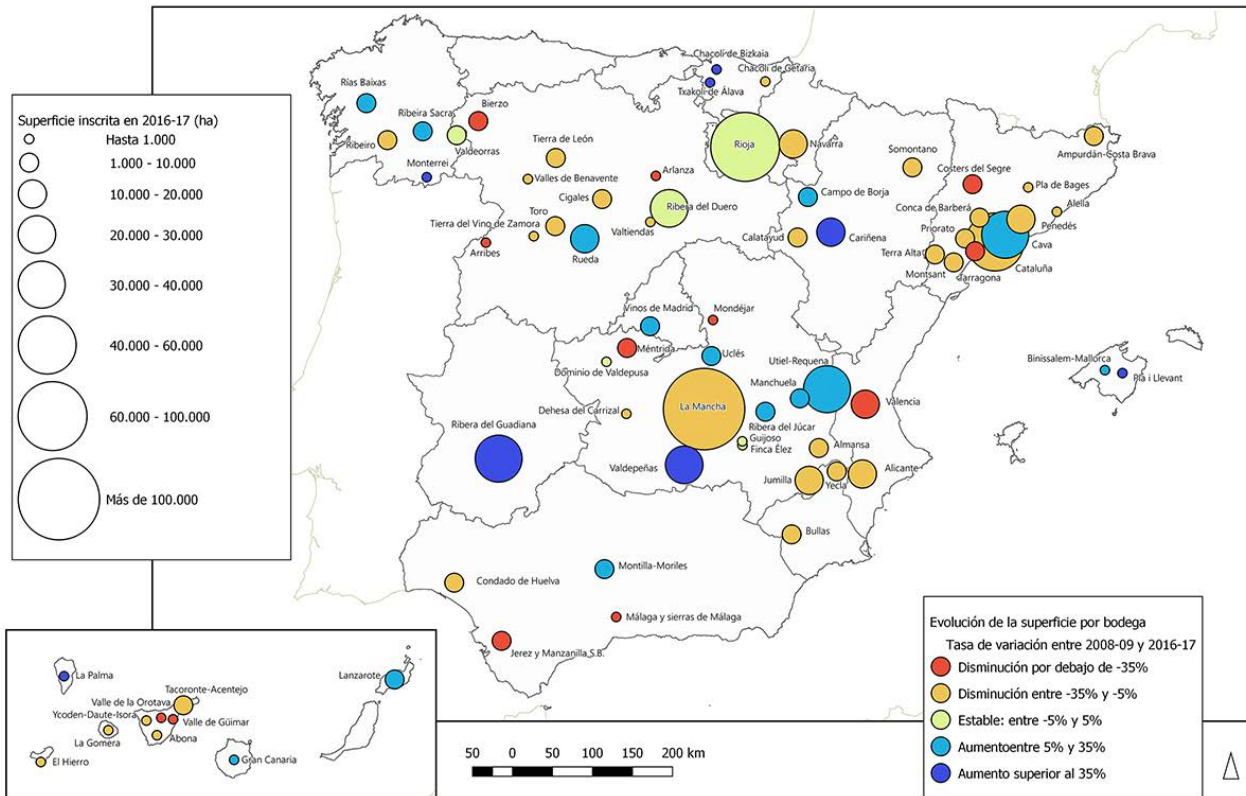 Superficie inscrita en 2016-17 (ha)
Hasta 1.000
1.000 - 10.000
10.000 - 20.000
20.000 - 30.000
30.000 - 40.000
40.000 - 60.000
60.000 - 100.000
Más de 100.000
Chacolí de Bizkaia
Chacolí de Getaria
Txakolí de Álava
Rías Baixas
Ribeira Sacra
Bierzo
Ribeiro
Valdeorras
Monterrei
Tierra de León
Valles de Benavente
Arlanza
Rioja
Navarra
Somontano
Ampurdán-Costa Brava
Costers del Segre
Pla de Bages
Alella
Campo de Borja
Cigales
Ribera del Duero
Toro
Tierra del Vino de Zamora
Valtiendas
Arribes
Rueda
Calatayud
Cariñena
Conca de Barberá
Priorato
Penedés
Terra Alta
Cava
Montsant
Tarragona
Cataluña
Vinos de Madrid
Mondéjar
Méntrida
Uclés
Utiel-Requena
Dominio de Valdepusa
Manchuela
Binissalem-Mallorca
Pla i Llevant
Dehesa del Carrizal
La Mancha
Valencia
Ribera del Guadiana
Ribera del Júcar
Guijoso
Finca Élez
Almansa
Valdepeñas
Jumilla
Yecla
Alicante
Bullas
Montilla-Moriles
Condado de Huelva
Málaga y sierras de Málaga
Jerez y Manzanilla S.B.
La Palma
Tacoronte-Acentejo
Lanzarote
Valle de la Orotava
Ycoden-Daute-Isora
Valle de Güimar
La Gomera
Abona
El Hierro
Gran Canaria
50 0 50 100 150 200 km
Evolución de la superficie por bodega
Tasa de variación entre 2008-09 y 2016-17
Disminución por debajo de -35%
Disminución entre -35% y -5%
Estable: entre -5% y 5%
Aumentoentre 5% y 35%
Aumento superior al 35%